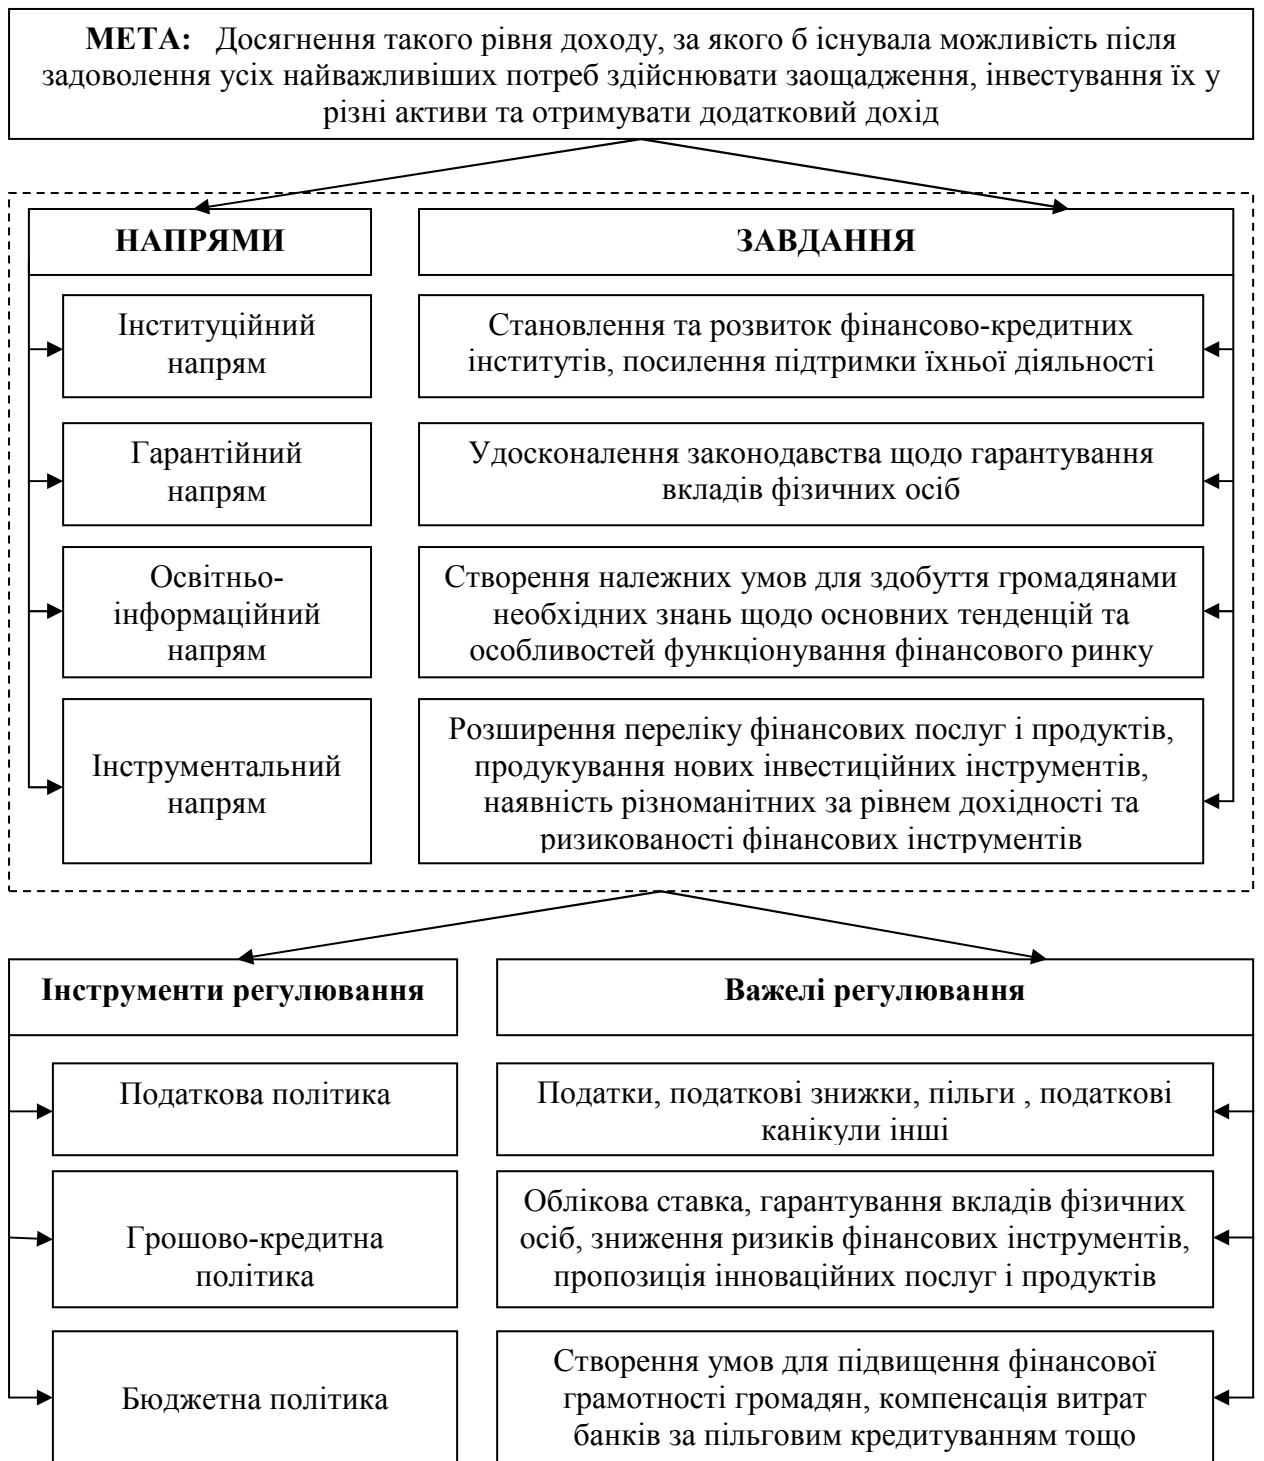 МЕТА: Досягнення такого рівня доходу, за якого б існувала можливість після
задоволення усіх найважливіших потреб здійснювати заощадження, інвестування їх у
різні активи та отримувати додатковий дохід
НАПРЯМИ
ЗАВДАННЯ
Інституційний
напрям
Становлення та розвиток фінансово-кредитних
інститутів, посилення підтримки їхньої діяльності
Гарантійний
напрям
Удосконалення законодавства щодо гарантування
вкладів фізичних осіб
Освітньо-
інформаційний
напрям
Створення належних умов для здобуття громадянами
необхідних знань щодо основних тенденцій та
особливостей функціонування фінансового ринку
Інструментальний
напрям
Розширення переліку фінансових послуг і продуктів,
продукування нових інвестиційних інструментів,
наявність різноманітних за рівнем дохідності та
ризикованості фінансових інструментів
Інструменти регулювання
Важелі регулювання
Податкова політика
Податки, податкові знижки, пільги , податкові
канікули інші
Грошово-кредитна
політика
Облікова ставка, гарантування вкладів фізичних
осіб, зниження ризиків фінансових інструментів,
пропозиція інноваційних послуг і продуктів
Бюджетна політика
Створення умов для підвищення фінансової
грамотності громадян, компенсація витрат
банків за пільговим кредитуванням тощо